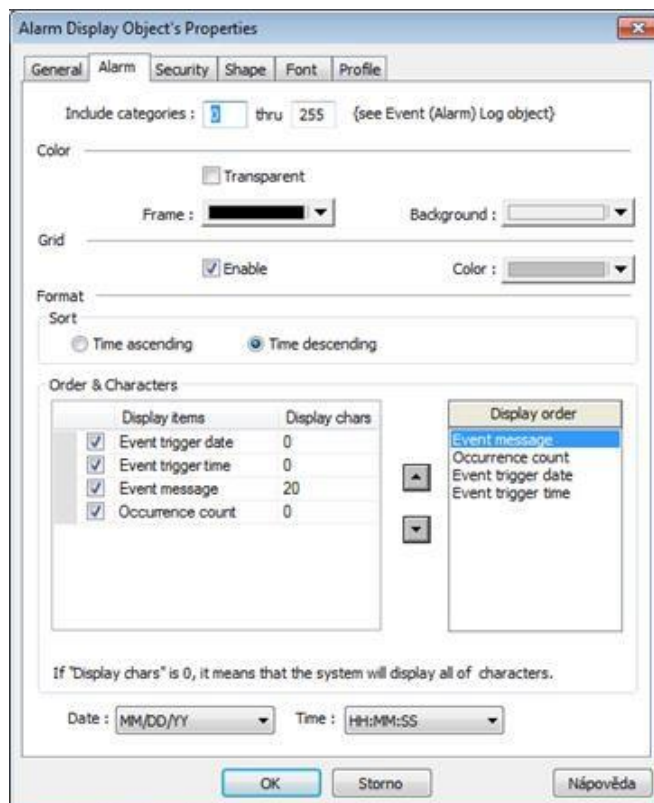 Alarm Display Object's Properties
General Alarm Security Shape Font Profile
Include categories : 0 thru 255 {see Event (Alarm) Log object}
Color
Transparent
Frame : Background :
Grid
Enable Color :
Format
Sort
Time ascending Time descending
Order & Characters
Display items Display chars Display order
Event trigger date 0
Event trigger time 0
Event message 20
Occurrence count 0
Event message
Occurrence count
Event trigger date
Event trigger time
If "Display chars" is 0, it means that the system will display all of characters.
Date : MM/DD/YY Time : HH:MM:SS
OK Storno Nápověda